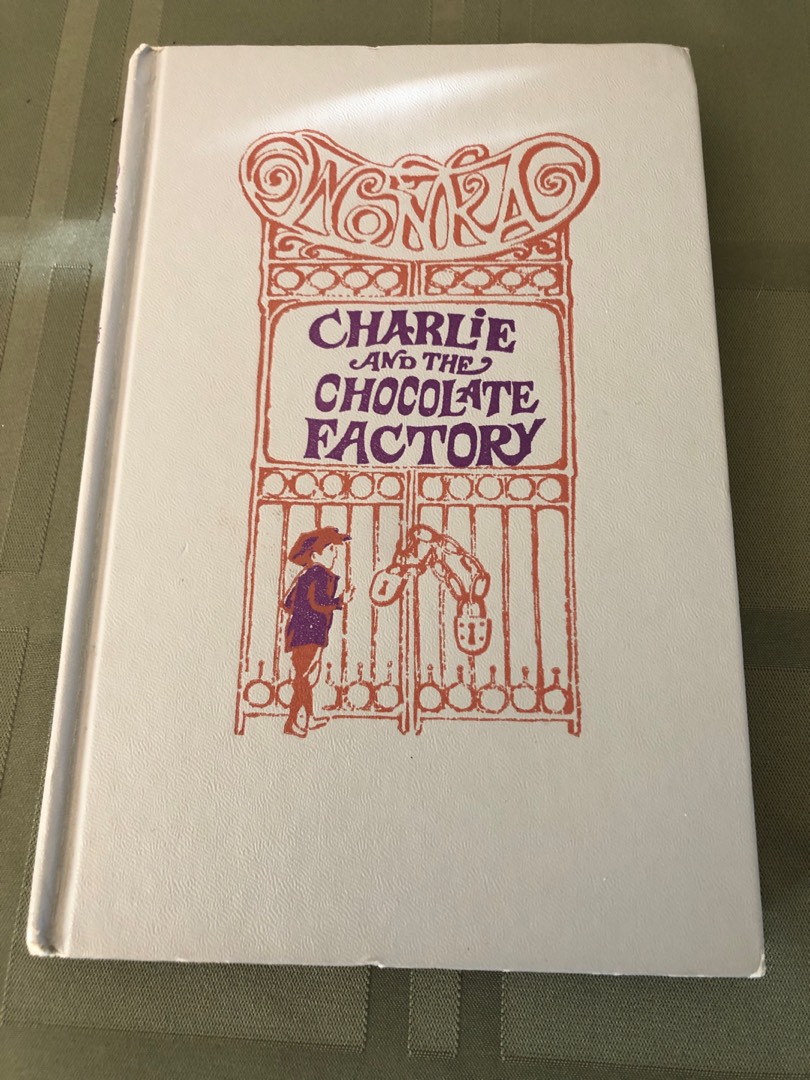 WONKA
CHARLiE
AND THE
CHOCOLATE
FACTORY